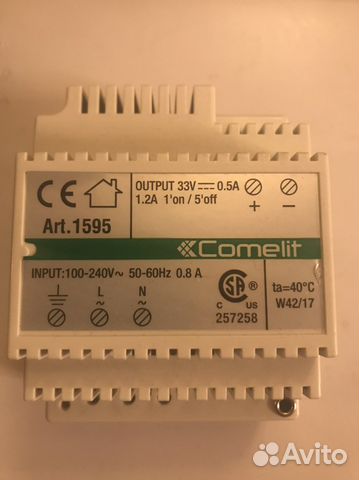 CE
OUTPUT 33V⎓0.5A
1.2A 1'on / 5'off
+ −
Art.1595
Comelit
INPUT:100-240V~ 50-60Hz 0.8 A
L
~
N
~
C US
257258
ta=40°C
W42/17
Avito